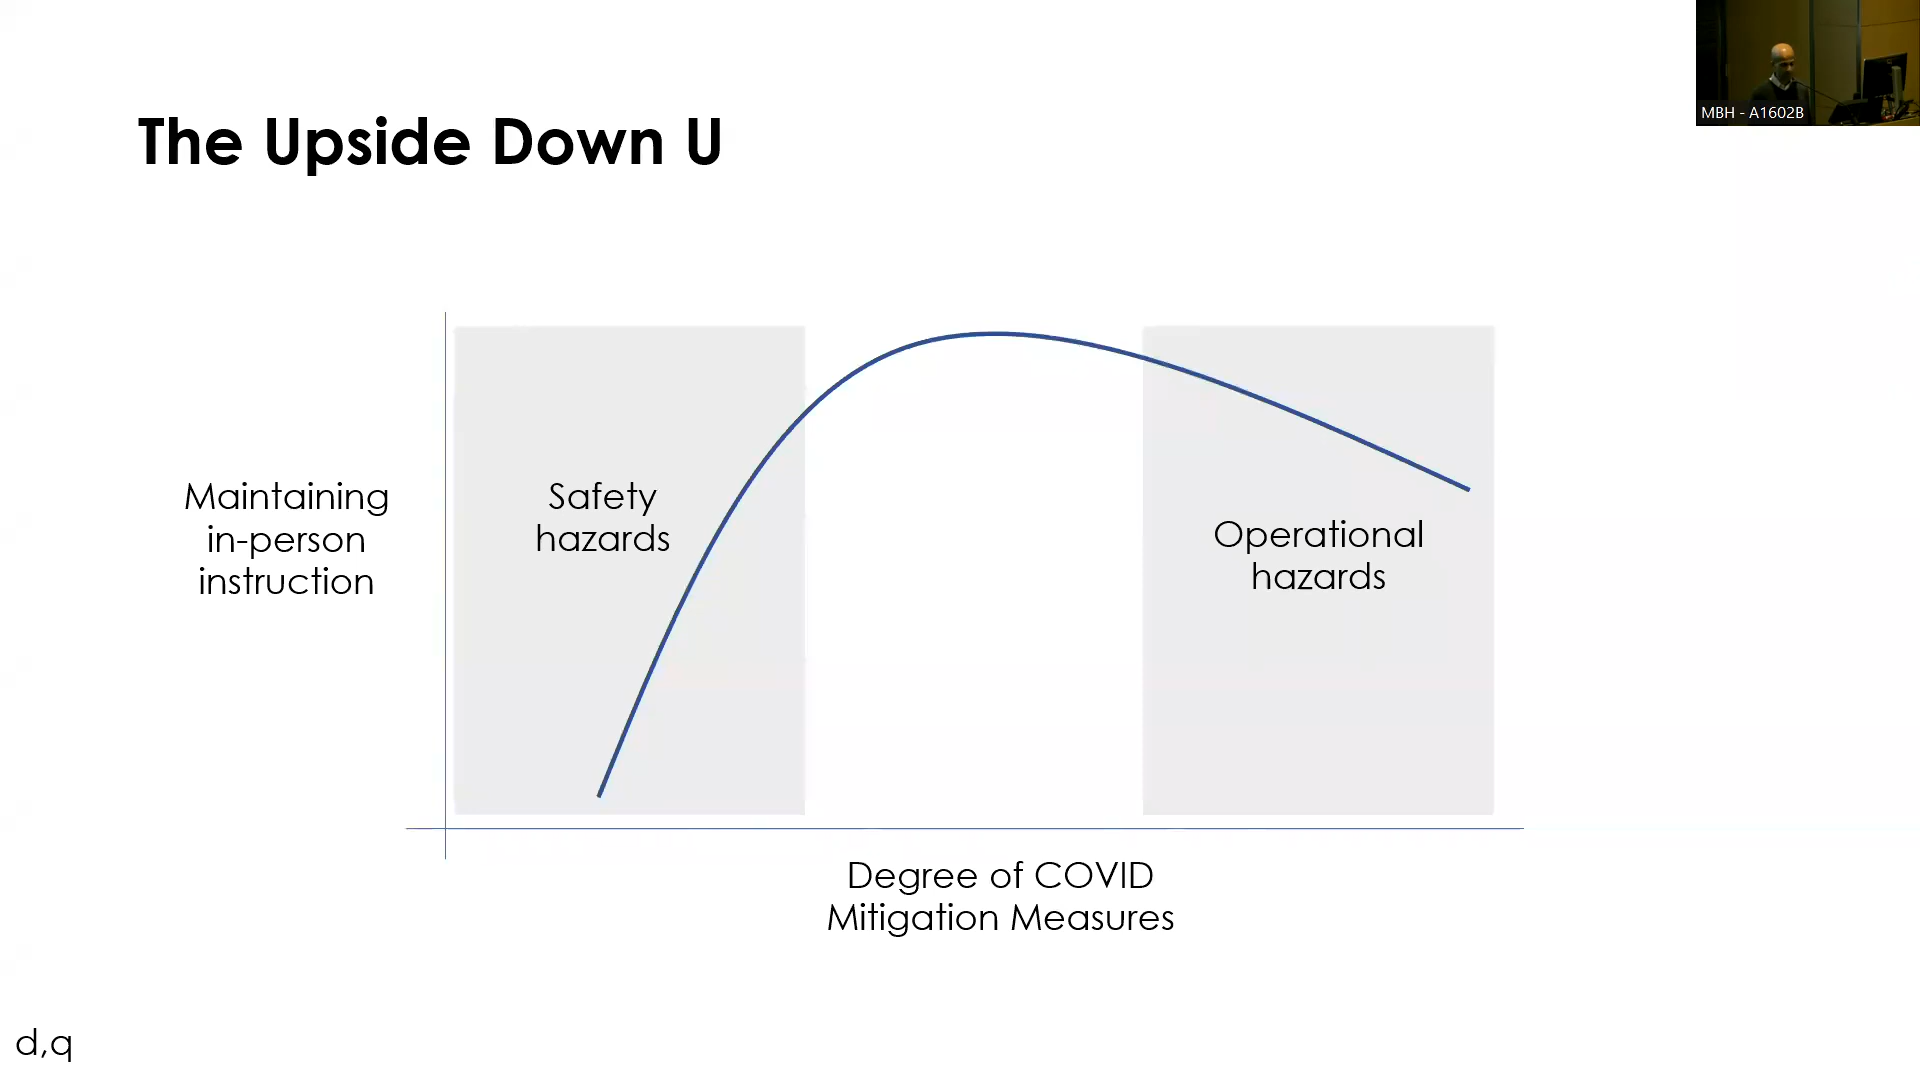 MBH - A1602B
The Upside Down U
Maintaining
in-person
instruction
Safety
hazards
Operational
hazards
Degree of COVID
Mitigation Measures
d,q